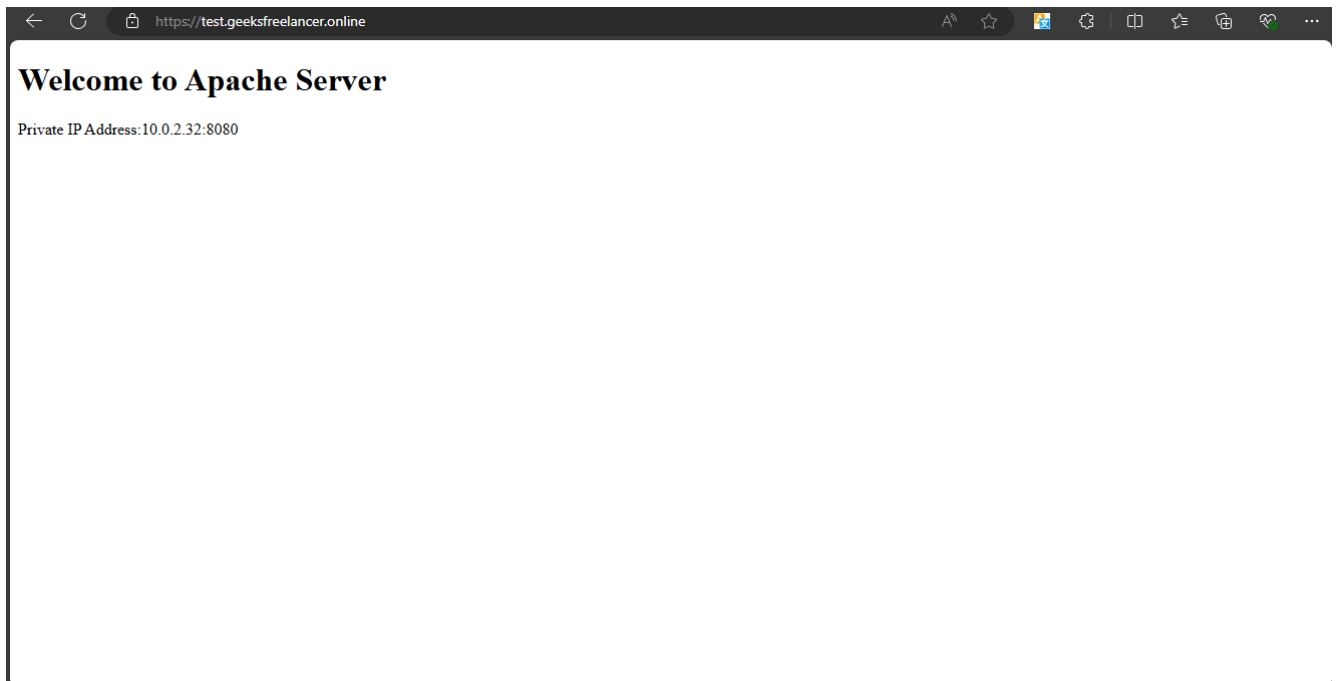 https://test.geeksfreelancer.online
Welcome to Apache Server
Private IP Address:10.0.2.32:8080